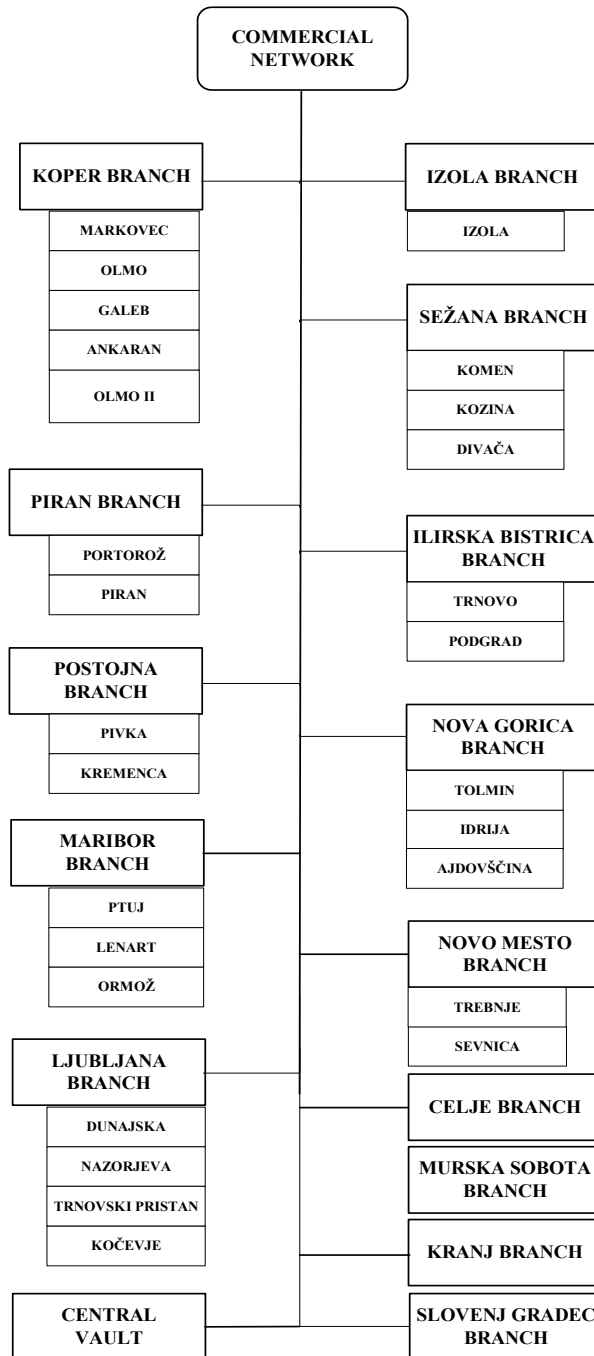 COMMERCIAL
NETWORK
KOPER BRANCH
MARKOVEC
OLMO
GALEB
ANKARAN
OLMO II
PIRAN BRANCH
PORTOROŽ
PIRAN
POSTOJNA
BRANCH
PIVKA
KREMENCA
MARIBOR
BRANCH
PTUJ
LENART
ORMOŽ
LJUBLJANA
BRANCH
DUNAJSKA
NAZORJEVA
TRNOVSKI PRISTAN
KOČEVJE
CENTRAL
VAULT
IZOLA BRANCH
IZOLA
SEŽANA BRANCH
KOMEN
KOZINA
DIVAČA
ILIRSKA BISTRICA
BRANCH
TRNOVO
PODGRAD
NOVA GORICA
BRANCH
TOLMIN
IDRIJA
AJDOVŠČINA
NOVO MESTO
BRANCH
TREBNJE
SEVNICA
CELJE BRANCH
MURSKA SOBOTA
BRANCH
KRANJ BRANCH
SLOVENJ GRADEC
BRANCH